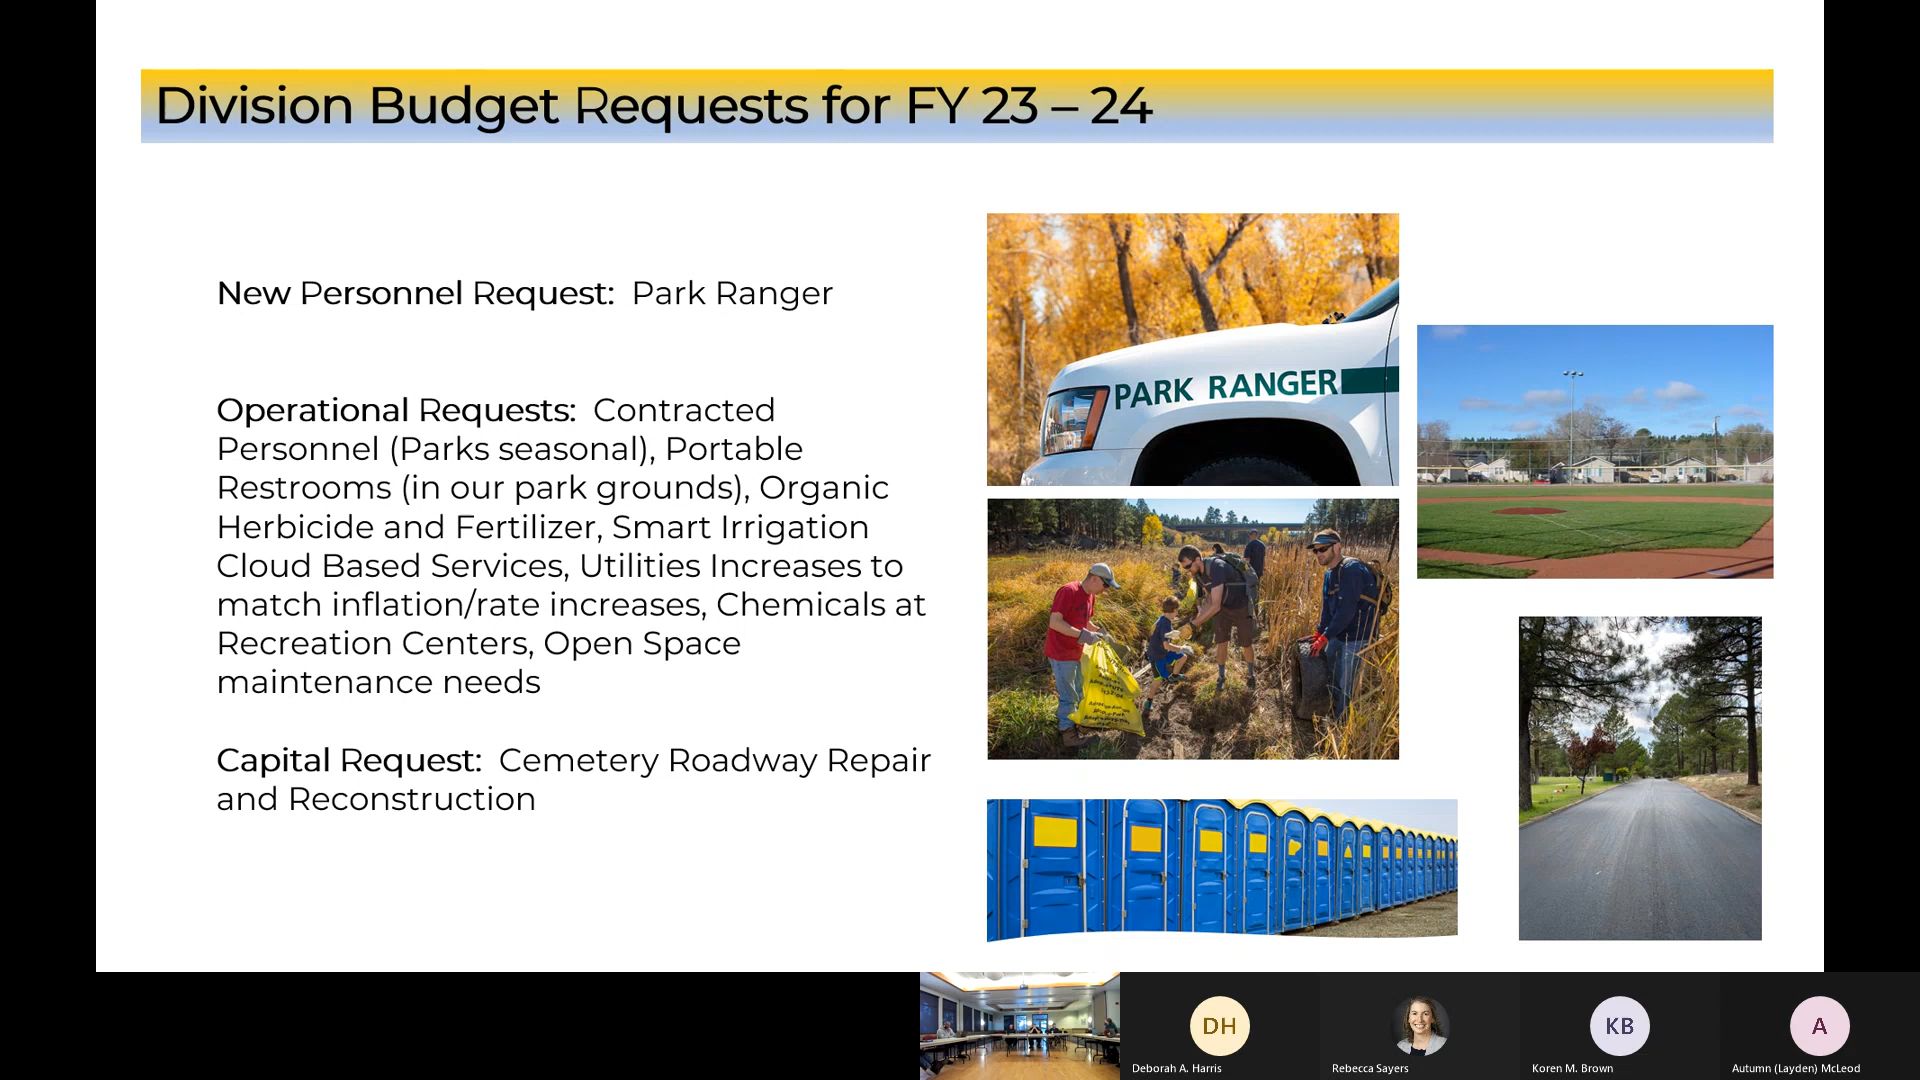 Division Budget Requests for FY 23 – 24
New Personnel Request: Park Ranger
Operational Requests: Contracted
Personnel (Parks seasonal), Portable
Restrooms (in our park grounds), Organic
Herbicide and Fertilizer, Smart Irrigation
Cloud Based Services, Utilities Increases to
match inflation/rate increases, Chemicals at
Recreation Centers, Open Space
maintenance needs
Capital Request: Cemetery Roadway Repair
and Reconstruction
PARK RANGER
DH
KB
A
Deborah A. Harris
Rebecca Sayers
Koren M. Brown
Autumn (Layden) McLeod